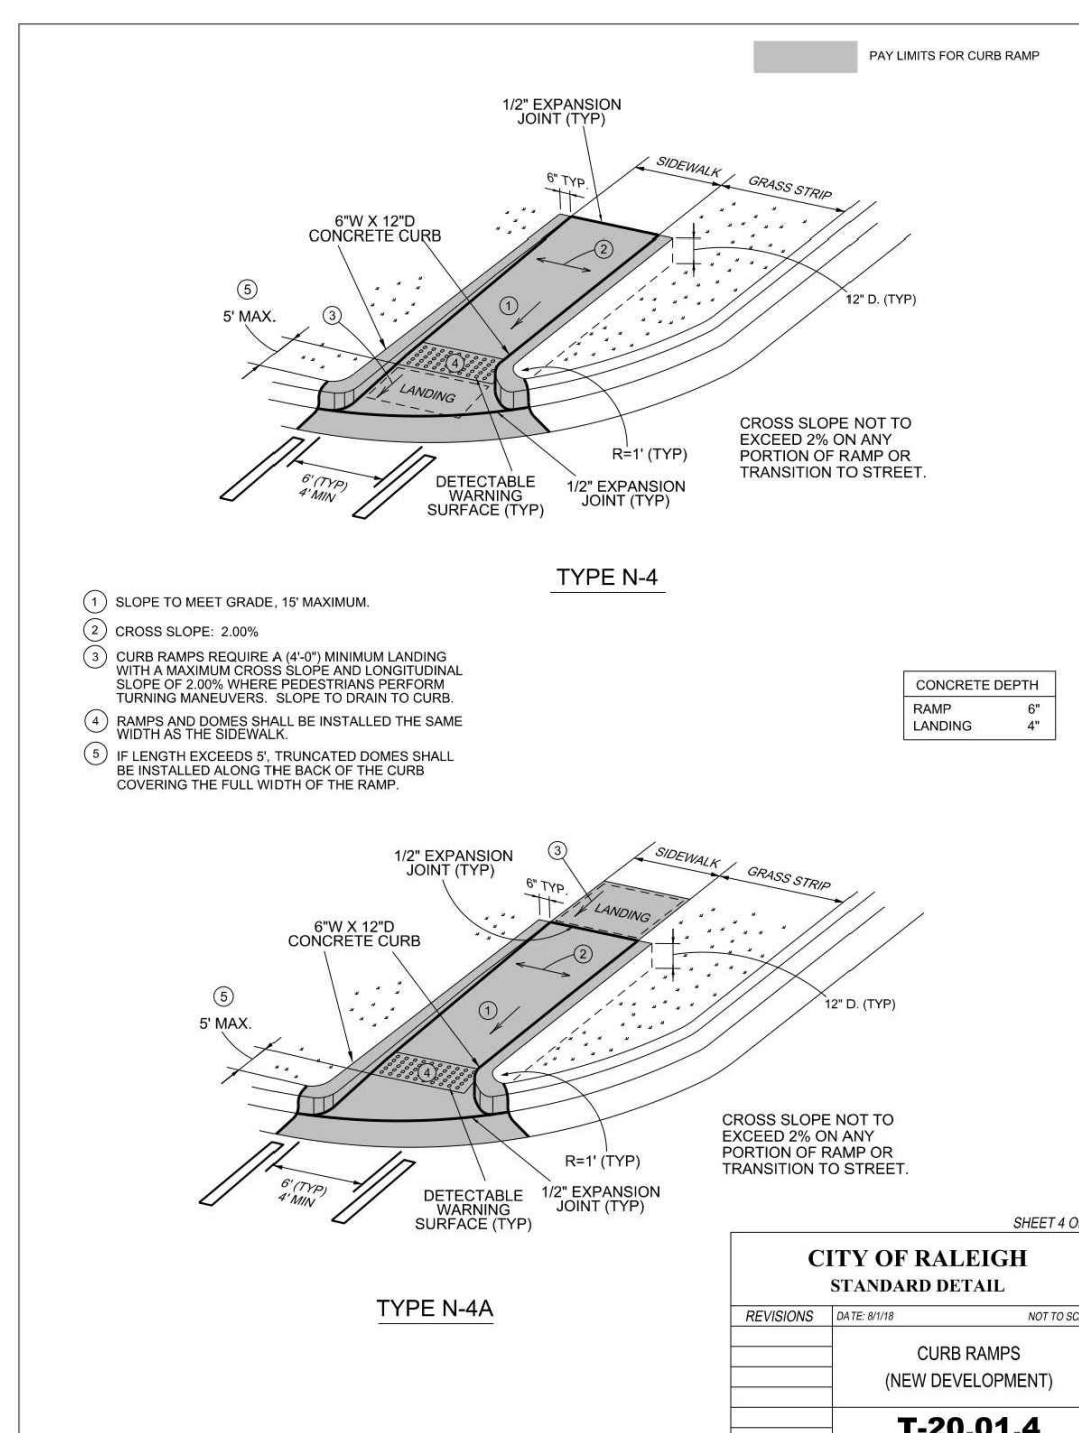 PAY LIMITS FOR CURB RAMP
1/2" EXPANSION
JOINT (TYP)
SIDEWALK
GRASS STRIP
6" TYP.
6"W X 12"D
CONCRETE CURB
2
5
5' MAX.
3
1
12" D. (TYP)
4
LANDING
CROSS SLOPE NOT TO
EXCEED 2% ON ANY
PORTION OF RAMP OR
TRANSITION TO STREET.
R=1' (TYP)
6' (TYP)
4' MIN
DETECTABLE
WARNING
SURFACE (TYP)
1/2" EXPANSION
JOINT (TYP)
TYPE N-4
1 SLOPE TO MEET GRADE, 15' MAXIMUM.
2 CROSS SLOPE: 2.00%
3 CURB RAMPS REQUIRE A (4'-0") MINIMUM LANDING
WITH A MAXIMUM CROSS SLOPE AND LONGITUDINAL
SLOPE OF 2.00% WHERE PEDESTRIANS PERFORM
TURNING MANEUVERS. SLOPE TO DRAIN TO CURB.
4 RAMPS AND DOMES SHALL BE INSTALLED THE SAME
WIDTH AS THE SIDEWALK.
5 IF LENGTH EXCEEDS 5', TRUNCATED DOMES SHALL
BE INSTALLED ALONG THE BACK OF THE CURB
COVERING THE FULL WIDTH OF THE RAMP.
CONCRETE DEPTH
RAMP 6"
LANDING 4"
1/2" EXPANSION
JOINT (TYP)
3
SIDEWALK
GRASS STRIP
6" TYP.
LANDING
6"W X 12"D
CONCRETE CURB
2
5
5' MAX.
1
12" D. (TYP)
4
CROSS SLOPE NOT TO
EXCEED 2% ON ANY
PORTION OF RAMP OR
TRANSITION TO STREET.
R=1' (TYP)
6' (TYP)
4' MIN
DETECTABLE
WARNING
SURFACE (TYP)
1/2" EXPANSION
JOINT (TYP)
TYPE N-4A
SHEET 4
CITY OF RALEIGH
STANDARD DETAIL
REVISIONS
DATE: 8/1/18
NOT TO
CURB RAMPS
(NEW DEVELOPMENT)
T-20.01.4